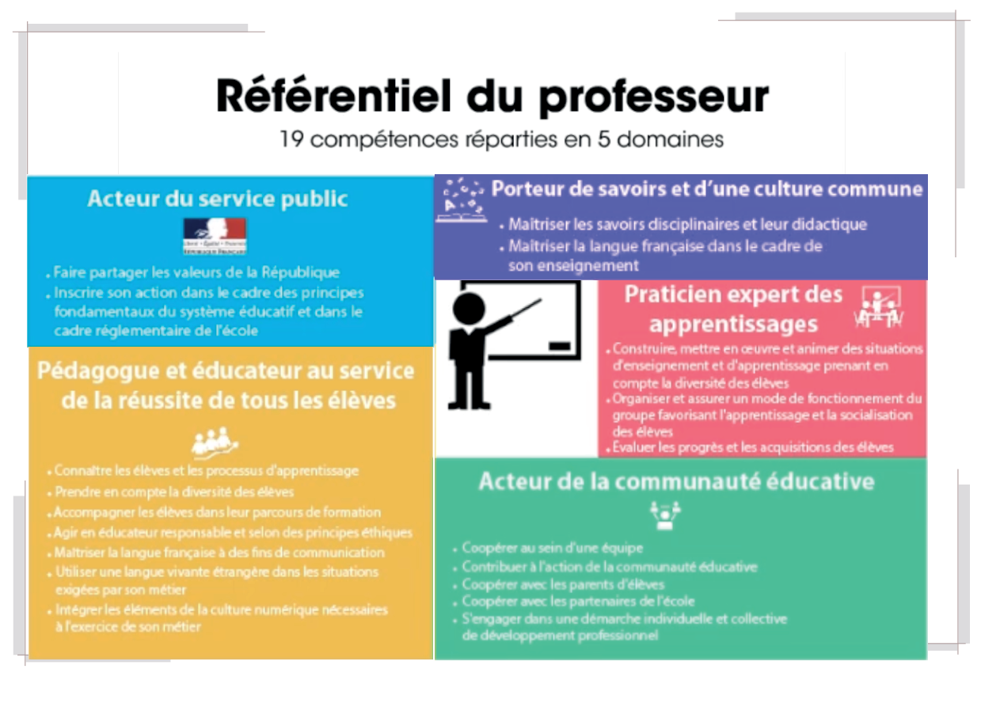 Référentiel du professeur
19 compétences réparties en 5 domaines
Acteur du service public
RÉPUBLIQUE FRANÇAISE
. Faire partager les valeurs de la République
. Inscrire son action dans le cadre des principes
fondamentaux du système éducatif et dans le
cadre réglementaire de l'école
Porteur de savoirs et d'une culture commune
• Maîtriser les savoirs disciplinaires et leur didactique
• Maîtriser la langue française dans le cadre de
son enseignement
Praticien expert des
apprentissages
• Construire, mettre en œuvre et animer des situations
d'enseignement et d'apprentissage prenant en
compte la diversité des élèves
• Organiser et assurer un mode de fonctionnement du
groupe favorisant l'apprentissage et la socialisation
des élèves
• Evaluer les progrès et les acquisitions des élèves
Pédagogue et éducateur au service
de la réussite de tous les élèves
• Connaître les élèves et les processus d'apprentissage
• Prendre en compte la diversité des élèves
• Accompagner les élèves dans leur parcours de formation
• Agir en éducateur responsable et selon des principes éthiques
• Maîtriser la langue française à des fins de communication
• Utiliser une langue vivante étrangère dans les situations
exigées par son métier
• Intégrer les éléments de la culture numérique nécessaires
à l'exercice de son métier
Acteur de la communauté éducative
• Coopérer au sein d'une équipe
• Contribuer à l'action de la communauté éducative
• Coopérer avec les parents d'élèves
• Coopérer avec les partenaires de l'école
• S'engager dans une démarche individuelle et collective
de développement professionnel